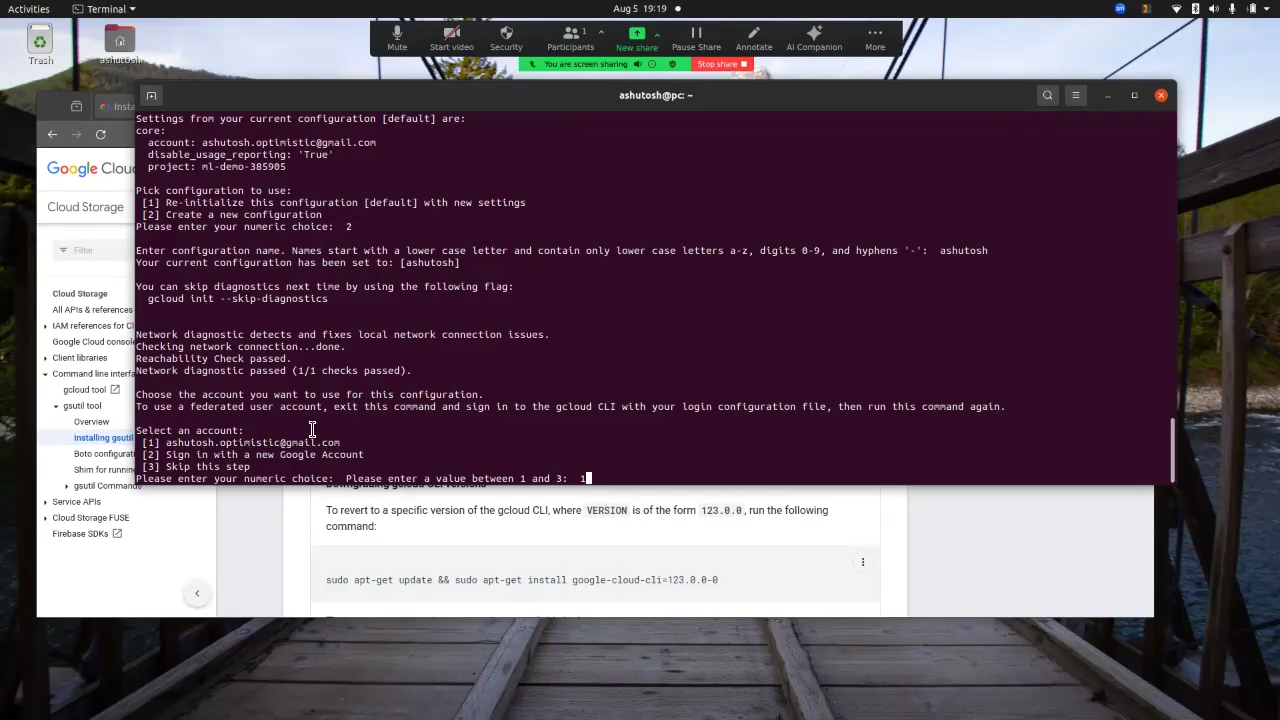 Activities
Terminal
Aug 5 19:19
Mute
Start video
Security
1
Participants
New share
Pause Share
Annotate
AI Companion
More
You are screen sharing
Stop share
Trash
ashutosh
ashutosh@pc: ~
Insta
Google Cloud
Cloud Storage
Filter
Cloud Storage
All APIs & references
IAM references for Cl
Google Cloud console
Client libraries
Command line interfa
gcloud tool
gsutil tool
Overview
Installing gsutil
Boto configurati
Shim for running
gsutil Commands
Service APIs
Cloud Storage FUSE
Firebase SDKs
Settings from your current configuration [default] are:
core:
account: ashutosh.optimistic@gmail.com
disable_usage_reporting: 'True'
project: ml-demo-385905
Pick configuration to use:
[1] Re-initialize this configuration [default] with new settings
[2] Create a new configuration
Please enter your numeric choice: 2
Enter configuration name. Names start with a lower case letter and contain only lower case letters a-z, digits 0-9, and hyphens '-': ashutosh
Your current configuration has been set to: [ashutosh]
You can skip diagnostics next time by using the following flag:
gcloud init --skip-diagnostics
Network diagnostic detects and fixes local network connection issues.
Checking network connection...done.
Reachability Check passed.
Network diagnostic passed (1/1 checks passed).
Choose the account you want to use for this configuration.
To use a federated user account, exit this command and sign in to the gcloud CLI with your login configuration file, then run this command again.
Select an account:
[1] ashutosh.optimistic@gmail.com
[2] Sign in with a new Google Account
[3] Skip this step
Please enter your numeric choice: Please enter a value between 1 and 3: 1
Downgrading gcloud CLI versions
To revert to a specific version of the gcloud CLI, where VERSION is of the form 123.0.0, run the following
command:
sudo apt-get update && sudo apt-get install google-cloud-cli=123.0.0-0